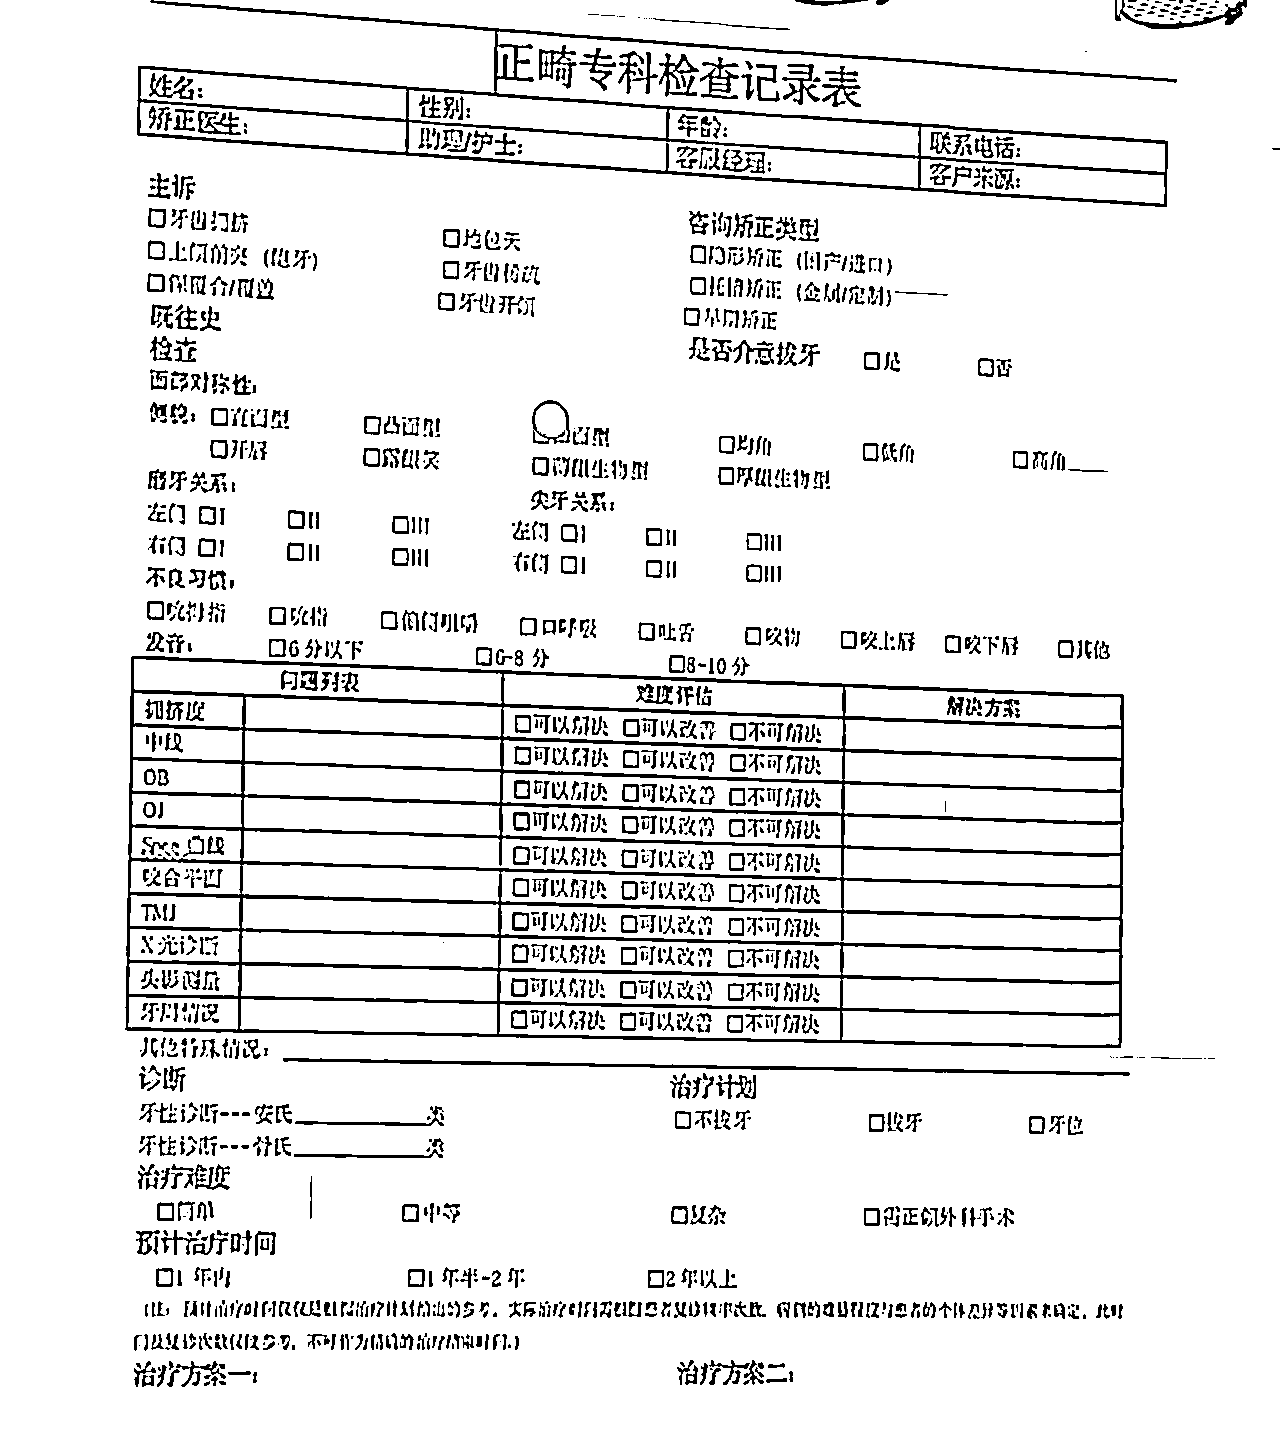 正畸专科检查记录表
姓名： 性别： 年龄： 联系电话：
矫正医生： 助理/护士： 客服经理： 客户来源：
主诉 咨询矫正类型
□牙齿拥挤 □地包天 □隐形矫正（国产/进口）
□上颌前突（龅牙） □牙齿稀疏 □托槽矫正（金属/定制）
□深覆合/覆盖 □牙齿开颌 □早期矫正
既往史 是否介意拔牙 □是 □否
检查
面部对称性：
侧貌：□直面型 □凸面型 面型 □均角 □低角 □高角___
□开唇 □露龈笑 □薄龈生物型 □厚龈生物型
磨牙关系： 尖牙关系：
左侧 □I □II □III 左侧 □I □II □III
右侧 □I □II □III 右侧 □I □II □III
不良习惯：
□吮拇指 □吮指 □偏侧咀嚼 □口呼吸 □吐舌 □咬物 □咬上唇 □咬下唇 □其他
发音： □6 分以下 □6-8 分 □8-10 分
问题列表 难度评估 解决方案
拥挤度 □可以解决 □可以改善 □不可解决
中线 □可以解决 □可以改善 □不可解决
OB □可以解决 □可以改善 □不可解决
OJ □可以解决 □可以改善 □不可解决
Spee 曲线 □可以解决 □可以改善 □不可解决
咬合平面 □可以解决 □可以改善 □不可解决
TMJ □可以解决 □可以改善 □不可解决
X 光诊断 □可以解决 □可以改善 □不可解决
头影测量 □可以解决 □可以改善 □不可解决
牙周情况 □可以解决 □可以改善 □不可解决
其他特殊情况：
诊断 治疗计划
牙性诊断---安氏__________类 □不拔牙 □拔牙 □牙位
牙性诊断---骨氏__________类
治疗难度
□简单 □中等 □复杂 □需正颌外科手术
预计治疗时间
□1 年内 □1 年半-2 年 □2 年以上
治疗方案一： 治疗方案二：